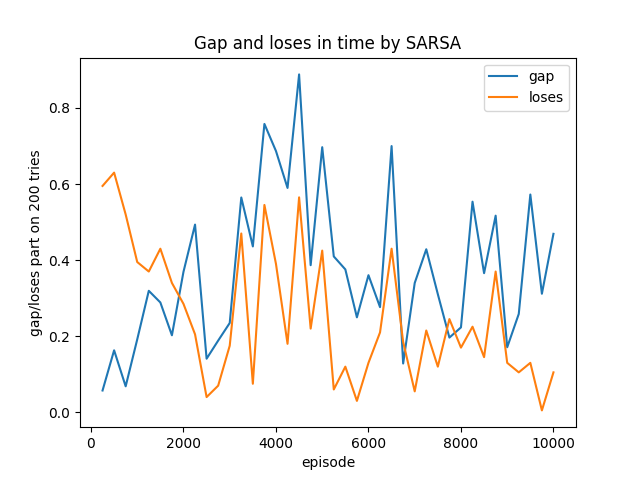 Gap and loses in time by SARSA
gap
loses
gap/loses part on 200 tries
0.8
0.6
0.4
0.2
0.0
0 2000 4000 6000 8000 10000
episode